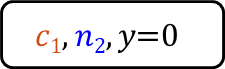 c₁, n₂, y=0